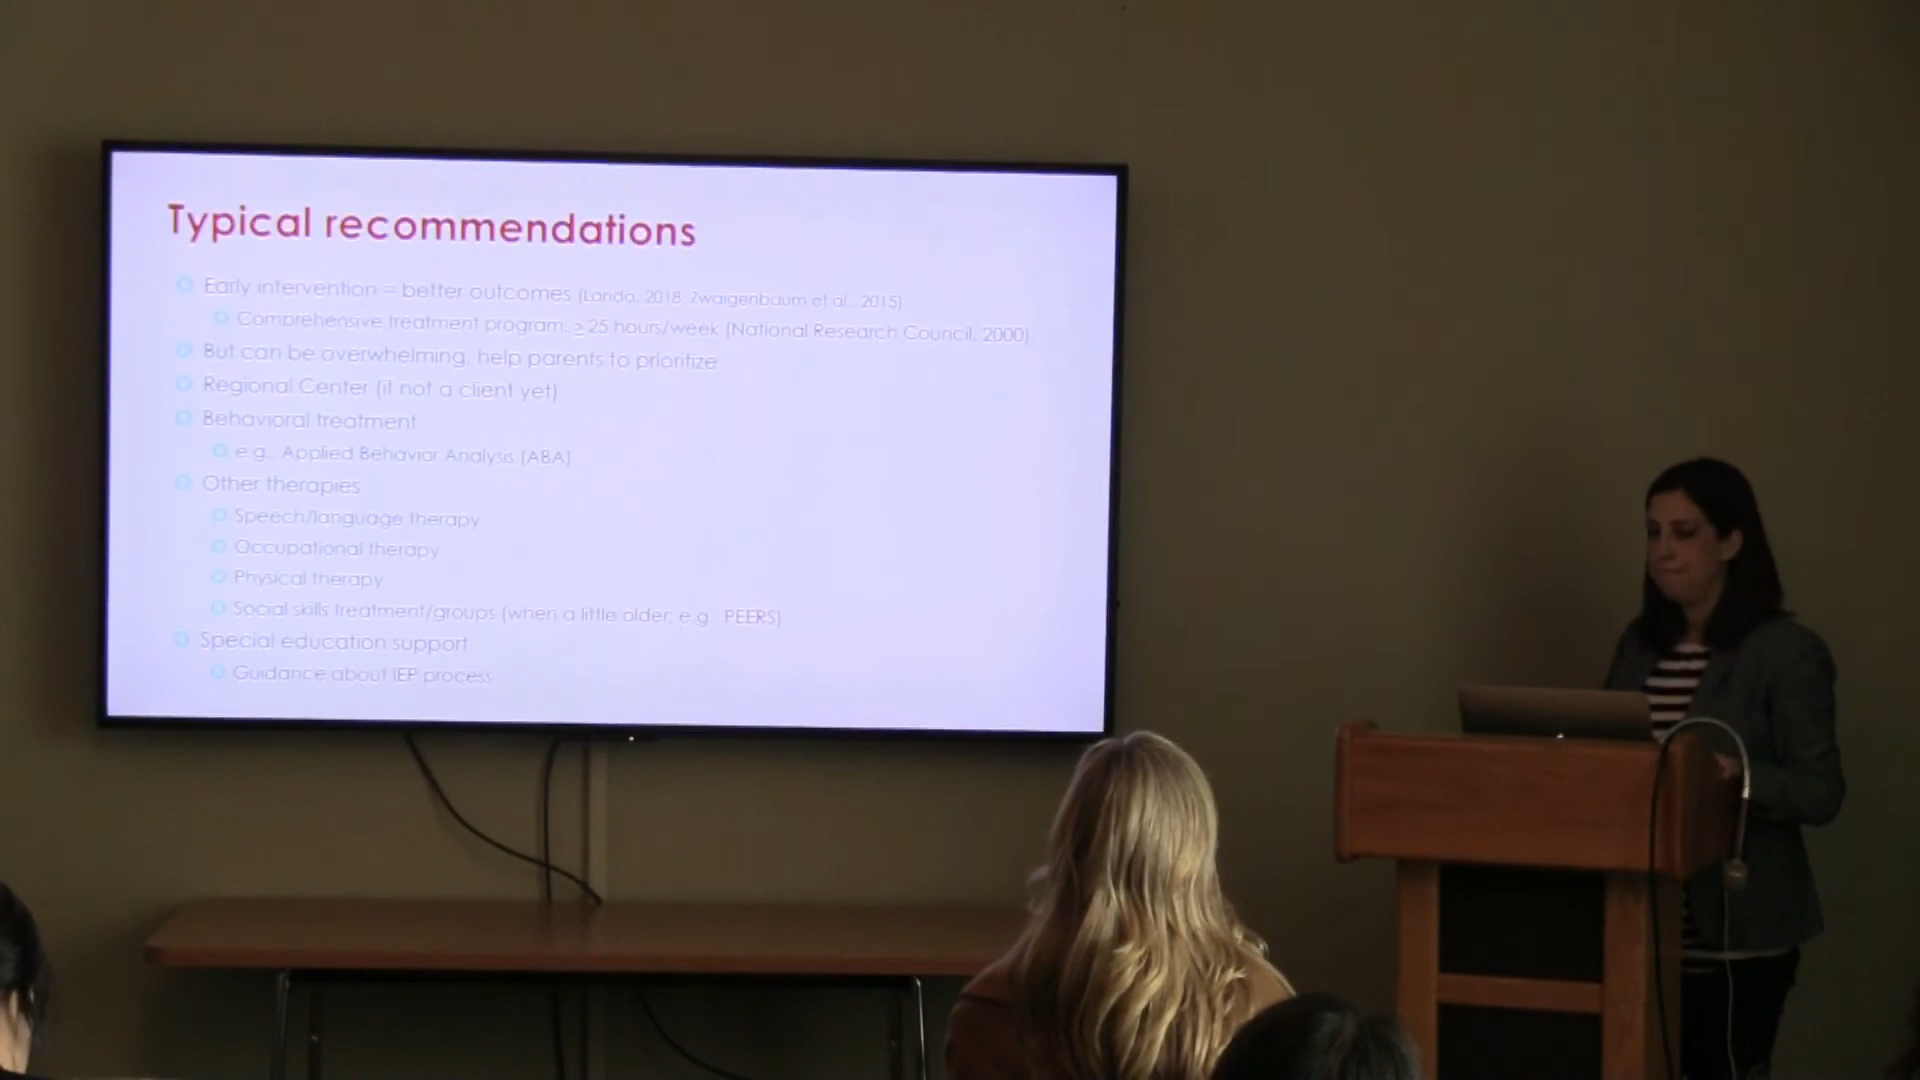 Typical recommendations
Early intervention = better outcomes (Landa, 2018; Zwaigenbaum et al., 2015)
Comprehensive treatment program, ≥ 25 hours/week (National Research Council, 2000)
But can be overwhelming, help parents to prioritize
Regional Center (if not a client yet)
Behavioral treatment
e.g., Applied Behavior Analysis (ABA)
Other therapies
Speech/language therapy
Occupational therapy
Physical therapy
Social skills treatment/groups (when a little older; e.g., PEERS)
Special education support
Guidance about IEP process